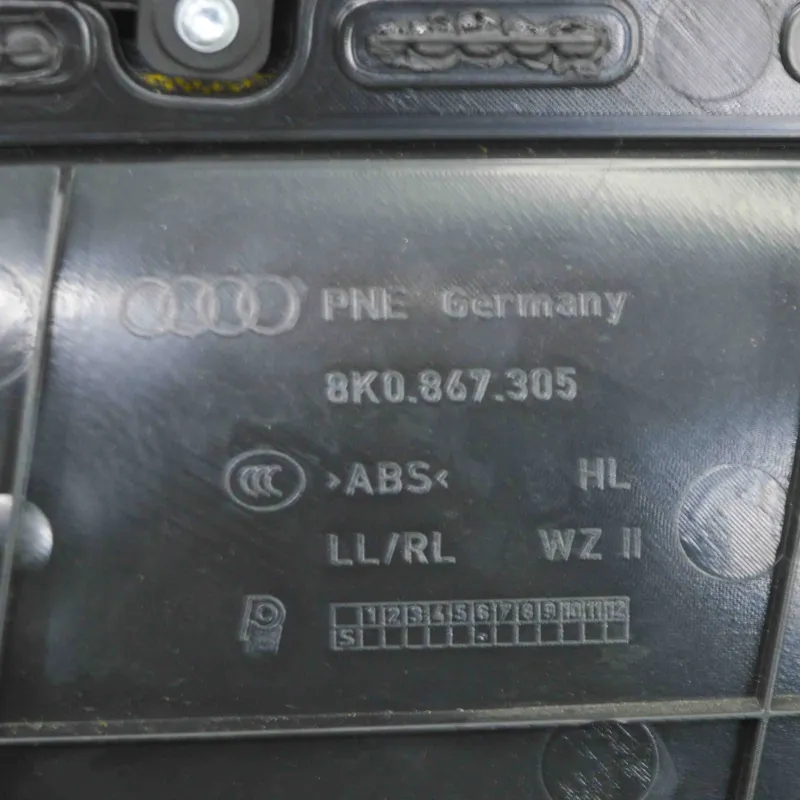 PNE Germany
8K0.867.305
CCC >ABS< HL
LL/RL WZ II
P
1 2 3 4 5 6 7 8 9 10 11 12
S